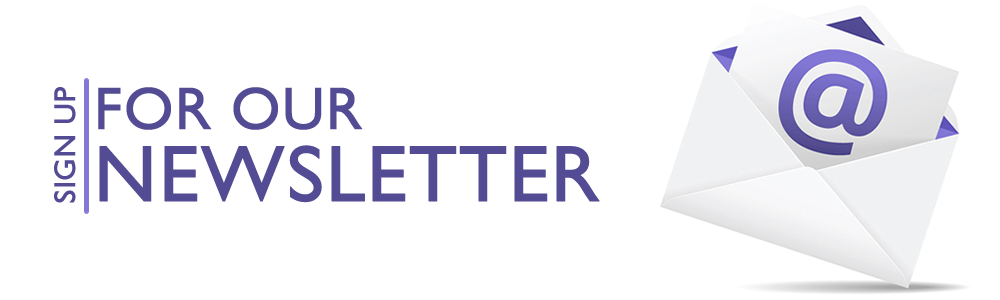 SIGN UP
FOR OUR
NEWSLETTER
@